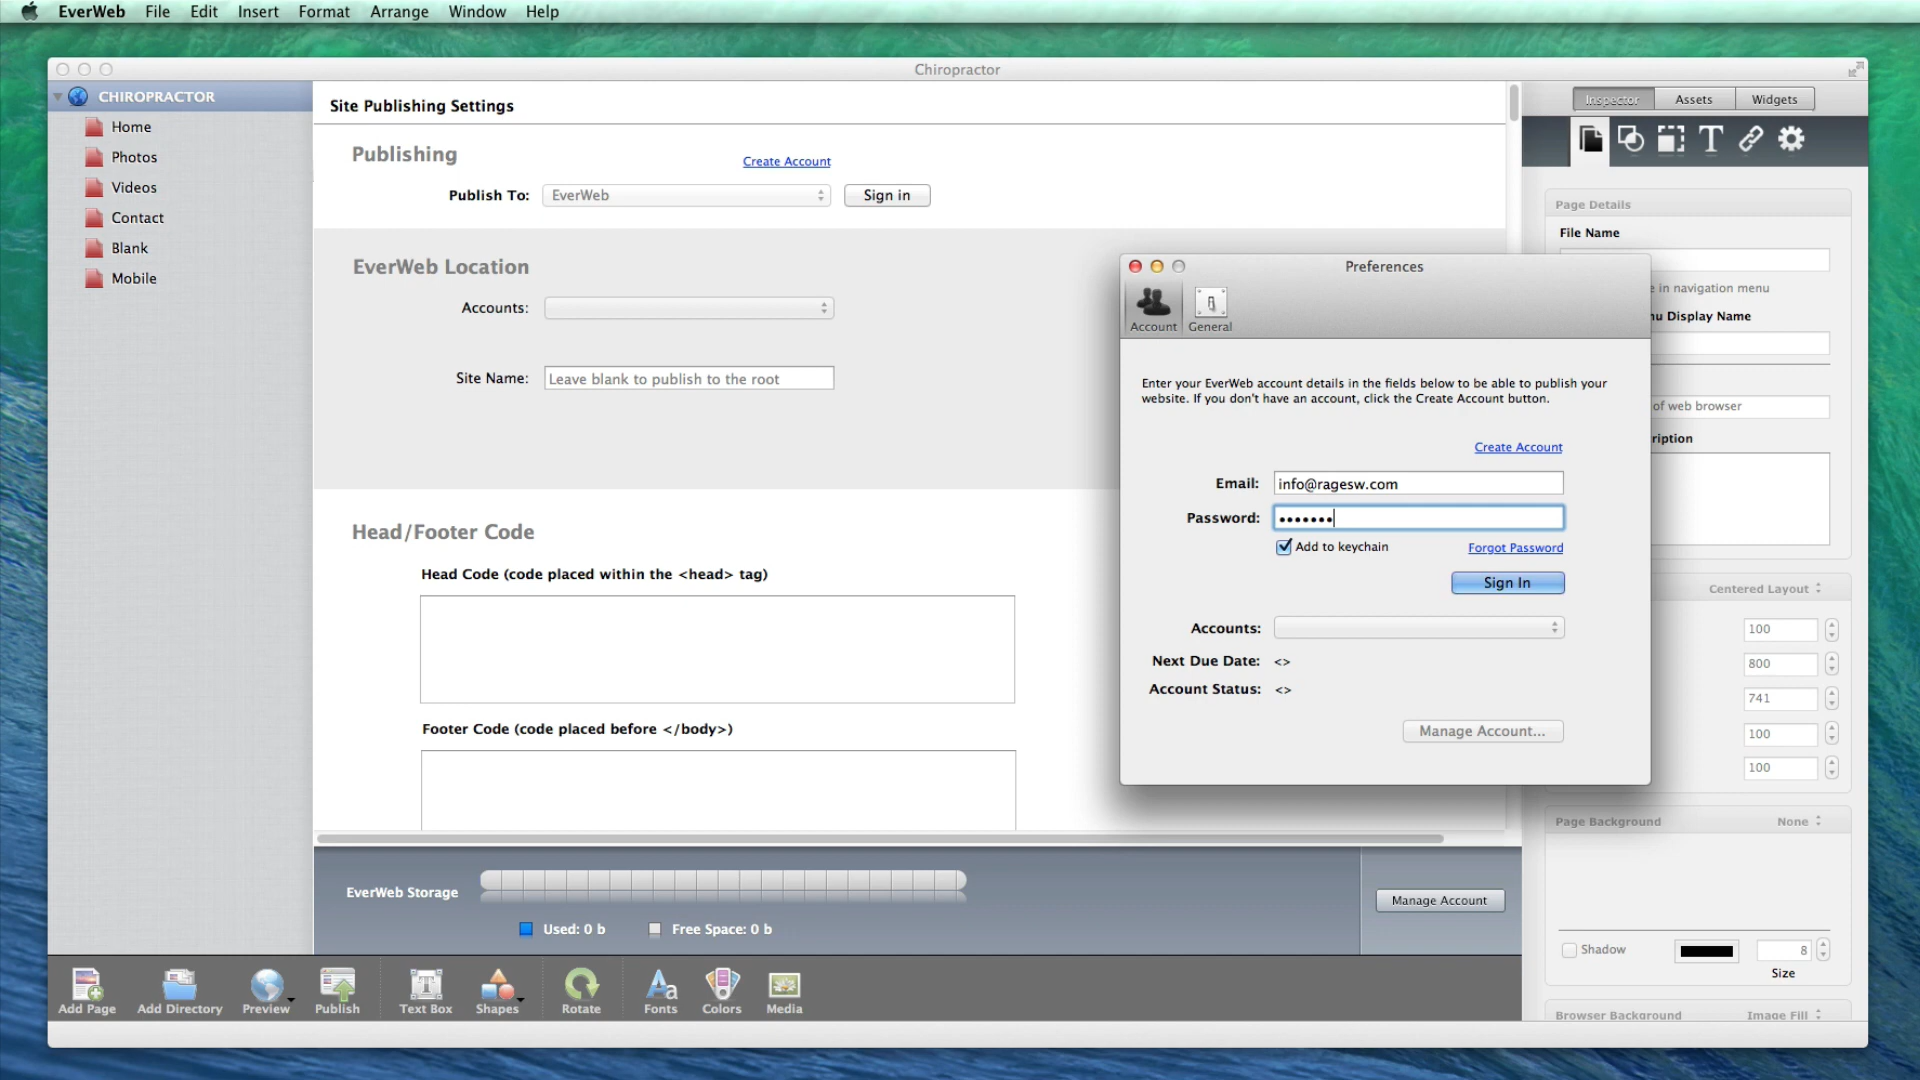 EverWeb File Edit Insert Format Arrange Window Help
Chiropractor
CHIROPRACTOR
Home
Photos
Videos
Contact
Blank
Mobile
Site Publishing Settings
Publishing
Create Account
Publish To: EverWeb Sign in
EverWeb Location
Accounts:
Site Name: Leave blank to publish to the root
Head/Footer Code
Head Code (code placed within the <head> tag)
Footer Code (code placed before </body>)
EverWeb Storage
Used: 0 b Free Space: 0 b
Manage Account
Add Page Add Directory Preview Publish Text Box Shapes Rotate Fonts Colors Media
Preferences
Account General
Enter your EverWeb account details in the fields below to be able to publish your
website. If you don't have an account, click the Create Account button.
Create Account
Email: info@ragesw.com
Password: •••••••
Add to keychain Forgot Password
Sign In
Accounts:
Next Due Date: <>
Account Status: <>
Manage Account...
Inspector Assets Widgets
Page Details
File Name
in navigation menu
Display Name
of web browser
Centered Layout
100
800
741
100
100
Page Background None
Shadow 8
Size
Browser Background Image Fill